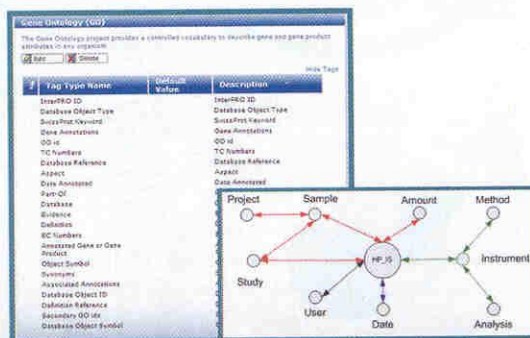 Gene Ontology (GO)
The Gene Ontology project provides a controlled vocabulary to describe gene and gene product
attributes in any organism
Edit Delete
Hide Tags
Tag Type Name Default Value Description
InterPRO ID InterPRO ID
Database Object Type Database Object Type
SwissProt Keyword SwissProt Keyword
Gene Annotations Gene Annotations
GO id GO id
TC Numbers TC Numbers
Database Reference Database Reference
Aspect Aspect
Date Annotated Date Annotated
Part-Of
Database
Evidence
Definition
EC Numbers
Annotated Gene or Gene
Product
Object Symbol
Synonyms
Associated Annotations
Database Object ID
Definition Reference
Secondary GO ids
Database Object Symbol
Project Sample Amount Method
HP_IS Instrument
Study
User Date Analysis